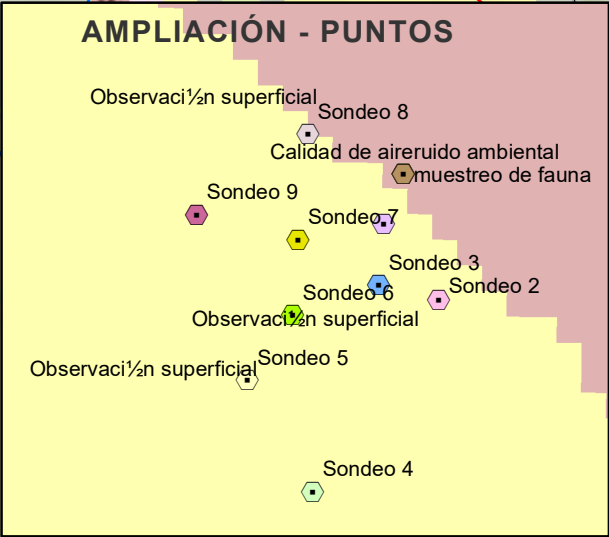 AMPLIACIÓN - PUNTOS
Observaci½n superficial
Sondeo 8
Calidad de aireruido ambiental
muestreo de fauna
Sondeo 9
Sondeo 7
Sondeo 3
Sondeo 2
Sondeo 6
Observaci½n superficial
Sondeo 5
Observaci½n superficial
Sondeo 4